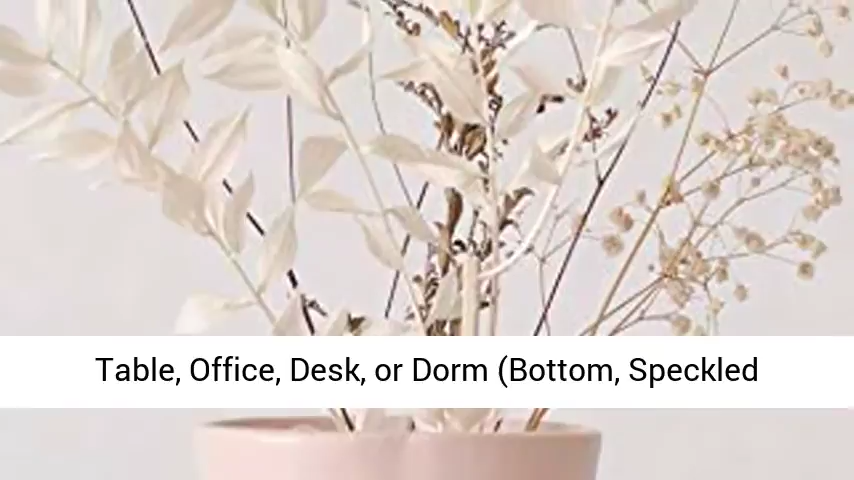 Table, Office, Desk, or Dorm (Bottom, Speckled